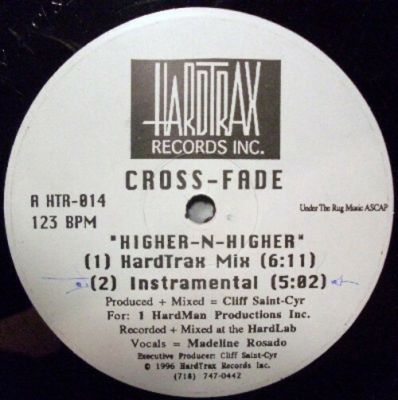 HARDTRAX
RECORDS INC.
CROSS-FADE
A HTR-014
123 BPM
Under The Rug Music ASCAP
"HIGHER-N-HIGHER"
(1) HardTrax Mix (6:11)
(2) Instramental (5:02)
Produced + Mixed = Cliff Saint-Cyr
For: 1 HardMan Productions Inc.
Recorded + Mixed at the HardLab
Vocals = Madeline Rosado
Executive Producer: Cliff Saint-Cyr
© 1996 HardTrax Records Inc.
(718) 747-0442